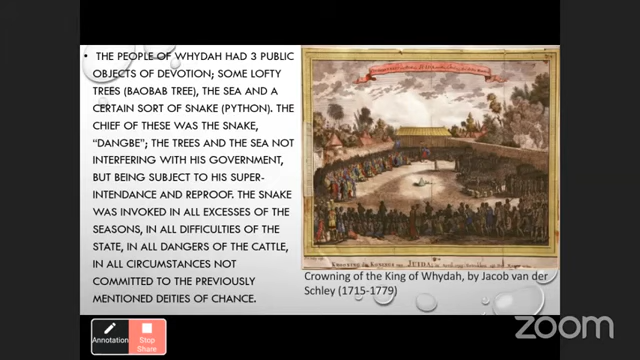 • THE PEOPLE OF WHYDAH HAD 3 PUBLIC
OBJECTS OF DEVOTION; SOME LOFTY
TREES (BAOBAB TREE), THE SEA AND A
CERTAIN SORT OF SNAKE (PYTHON). THE
CHIEF OF THESE WAS THE SNAKE,
“DANGBE”; THE TREES AND THE SEA NOT
INTERFERING WITH HIS GOVERNMENT,
BUT BEING SUBJECT TO HIS SUPER-
INTENDANCE AND REPROOF. THE SNAKE
WAS INVOKED IN ALL EXCESSES OF THE
SEASONS, IN ALL DIFFICULTIES OF THE
STATE, IN ALL DANGERS OF THE CATTLE,
IN ALL CIRCUMSTANCES NOT
COMMITTED TO THE PREVIOUSLY
MENTIONED DEITIES OF CHANCE.
JUIDA
Crowning of the King of Whydah, by Jacob van der
Schley (1715-1779)
Annotation
Stop
Share
zoom